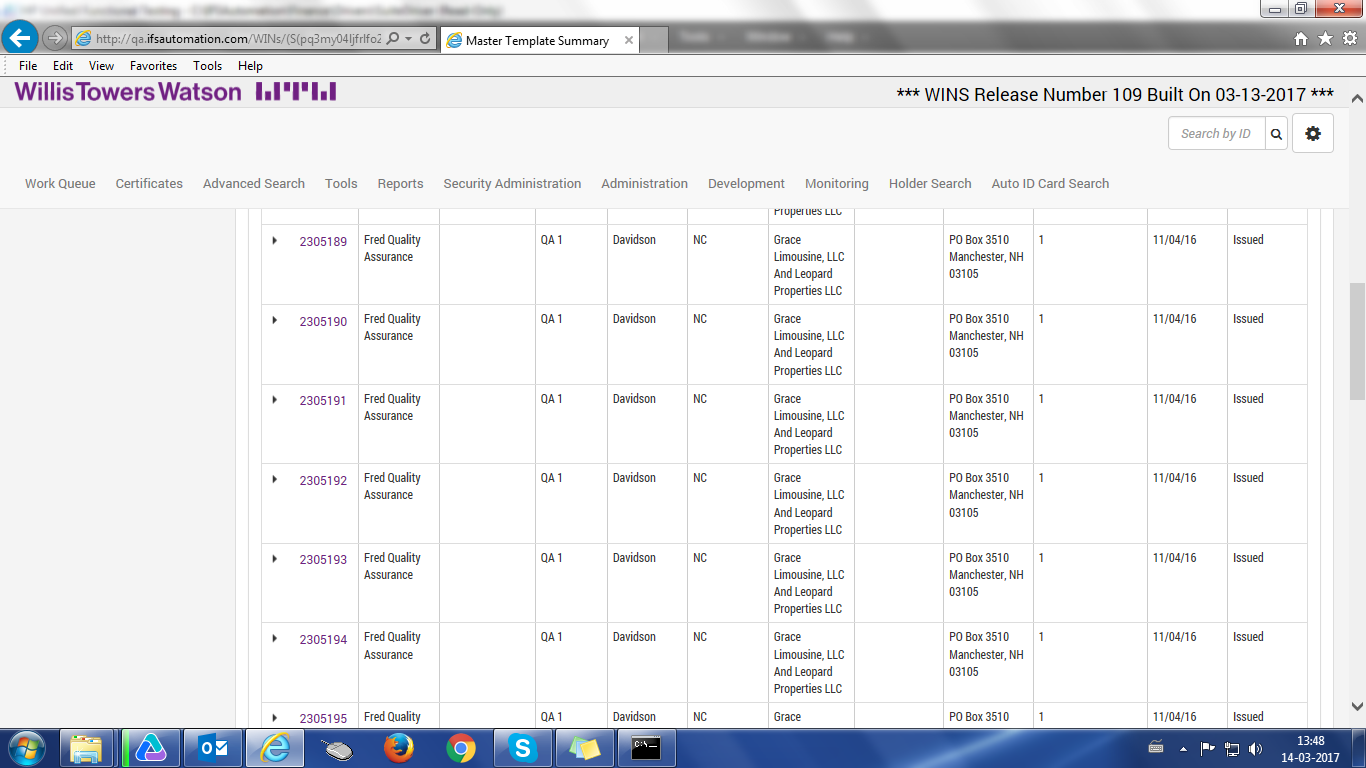 http://qa.ifsautomation.com/WINs/(S(pq3my04ljfrlfo2
Master Template Summary
File Edit View Favorites Tools Help
Willis Towers Watson
*** WINS Release Number 109 Built On 03-13-2017 ***
Search by ID
Work Queue Certificates Advanced Search Tools Reports Security Administration Administration Development Monitoring Holder Search Auto ID Card Search
Properties LLC
2305189 Fred Quality QA 1 Davidson NC Grace PO Box 3510 1 11/04/16 Issued
Assurance Limousine, LLC Manchester, NH
And Leopard 03105
Properties LLC
2305190 Fred Quality QA 1 Davidson NC Grace PO Box 3510 1 11/04/16 Issued
Assurance Limousine, LLC Manchester, NH
And Leopard 03105
Properties LLC
2305191 Fred Quality QA 1 Davidson NC Grace PO Box 3510 1 11/04/16 Issued
Assurance Limousine, LLC Manchester, NH
And Leopard 03105
Properties LLC
2305192 Fred Quality QA 1 Davidson NC Grace PO Box 3510 1 11/04/16 Issued
Assurance Limousine, LLC Manchester, NH
And Leopard 03105
Properties LLC
2305193 Fred Quality QA 1 Davidson NC Grace PO Box 3510 1 11/04/16 Issued
Assurance Limousine, LLC Manchester, NH
And Leopard 03105
Properties LLC
2305194 Fred Quality QA 1 Davidson NC Grace PO Box 3510 1 11/04/16 Issued
Assurance Limousine, LLC Manchester, NH
And Leopard 03105
Properties LLC
2305195 Fred Quality QA 1 Davidson NC Grace PO Box 3510 1 11/04/16 Issued
13:48
14-03-2017